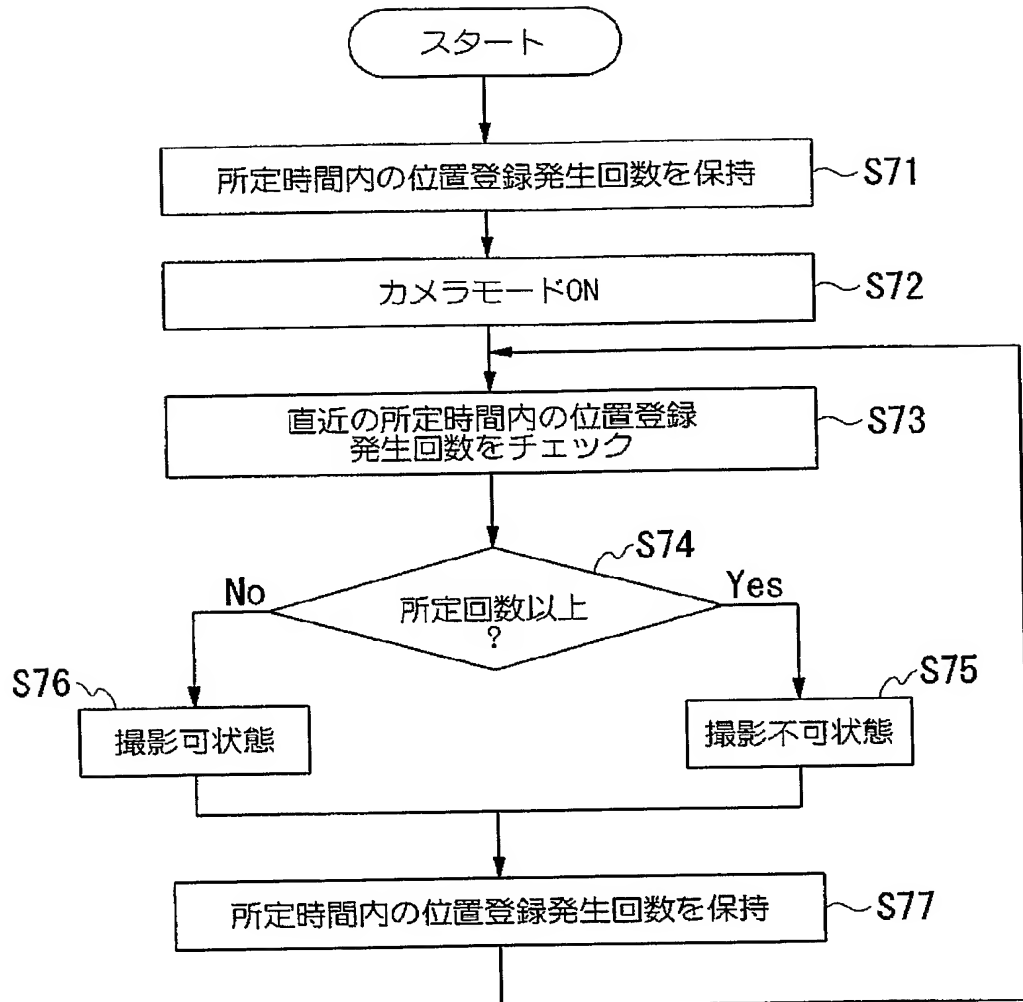 スタート
所定時間内の位置登録発生回数を保持
S71
カメラモードON
S72
直近の所定時間内の位置登録
発生回数をチェック
S73
S74
所定回数以上
?
No
Yes
S76
撮影可状態
S75
撮影不可状態
所定時間内の位置登録発生回数を保持
S77